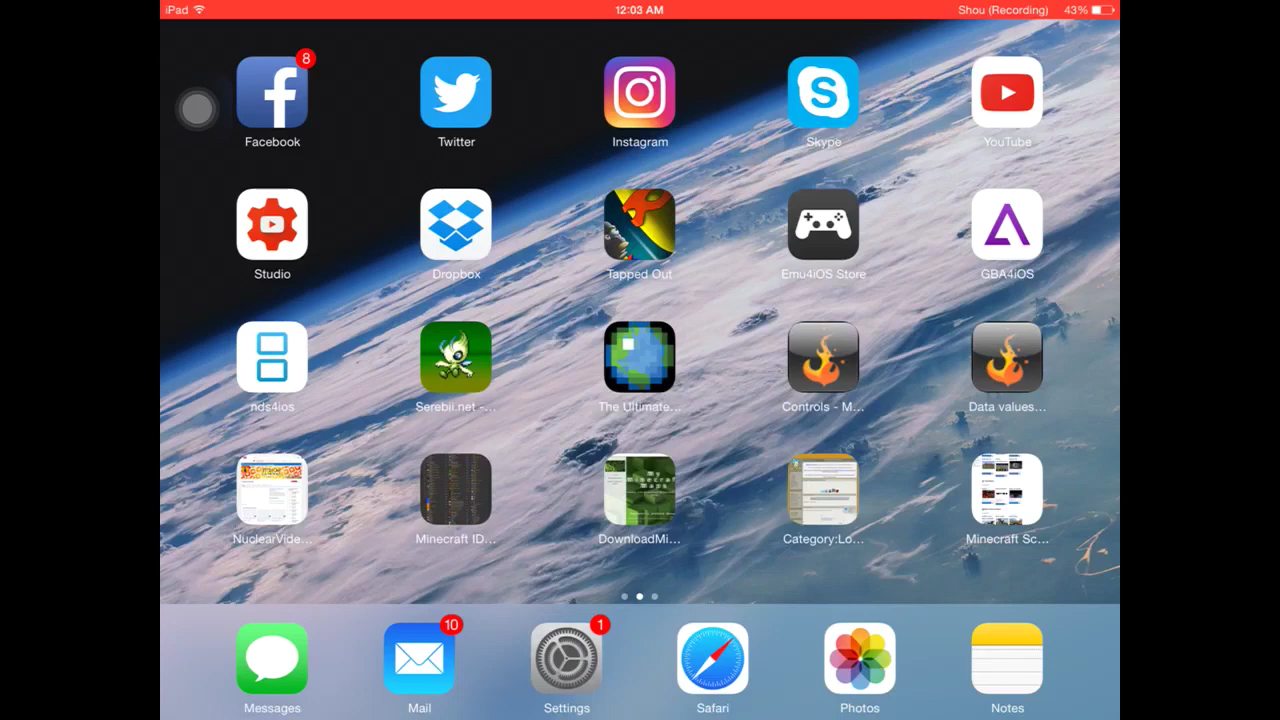 iPad 12:03 AM Shou (Recording) 43%
8
Facebook Twitter Instagram Skype YouTube
Studio Dropbox Tapped Out Emu4iOS Store GBA4iOS
nds4ios Serebii.net -... The Ultimate... Controls - M... Data values...
NuclearVide... Minecraft ID... DownloadMi... Category:Lo... Minecraft Sc...
10 1
Messages Mail Settings Safari Photos Notes